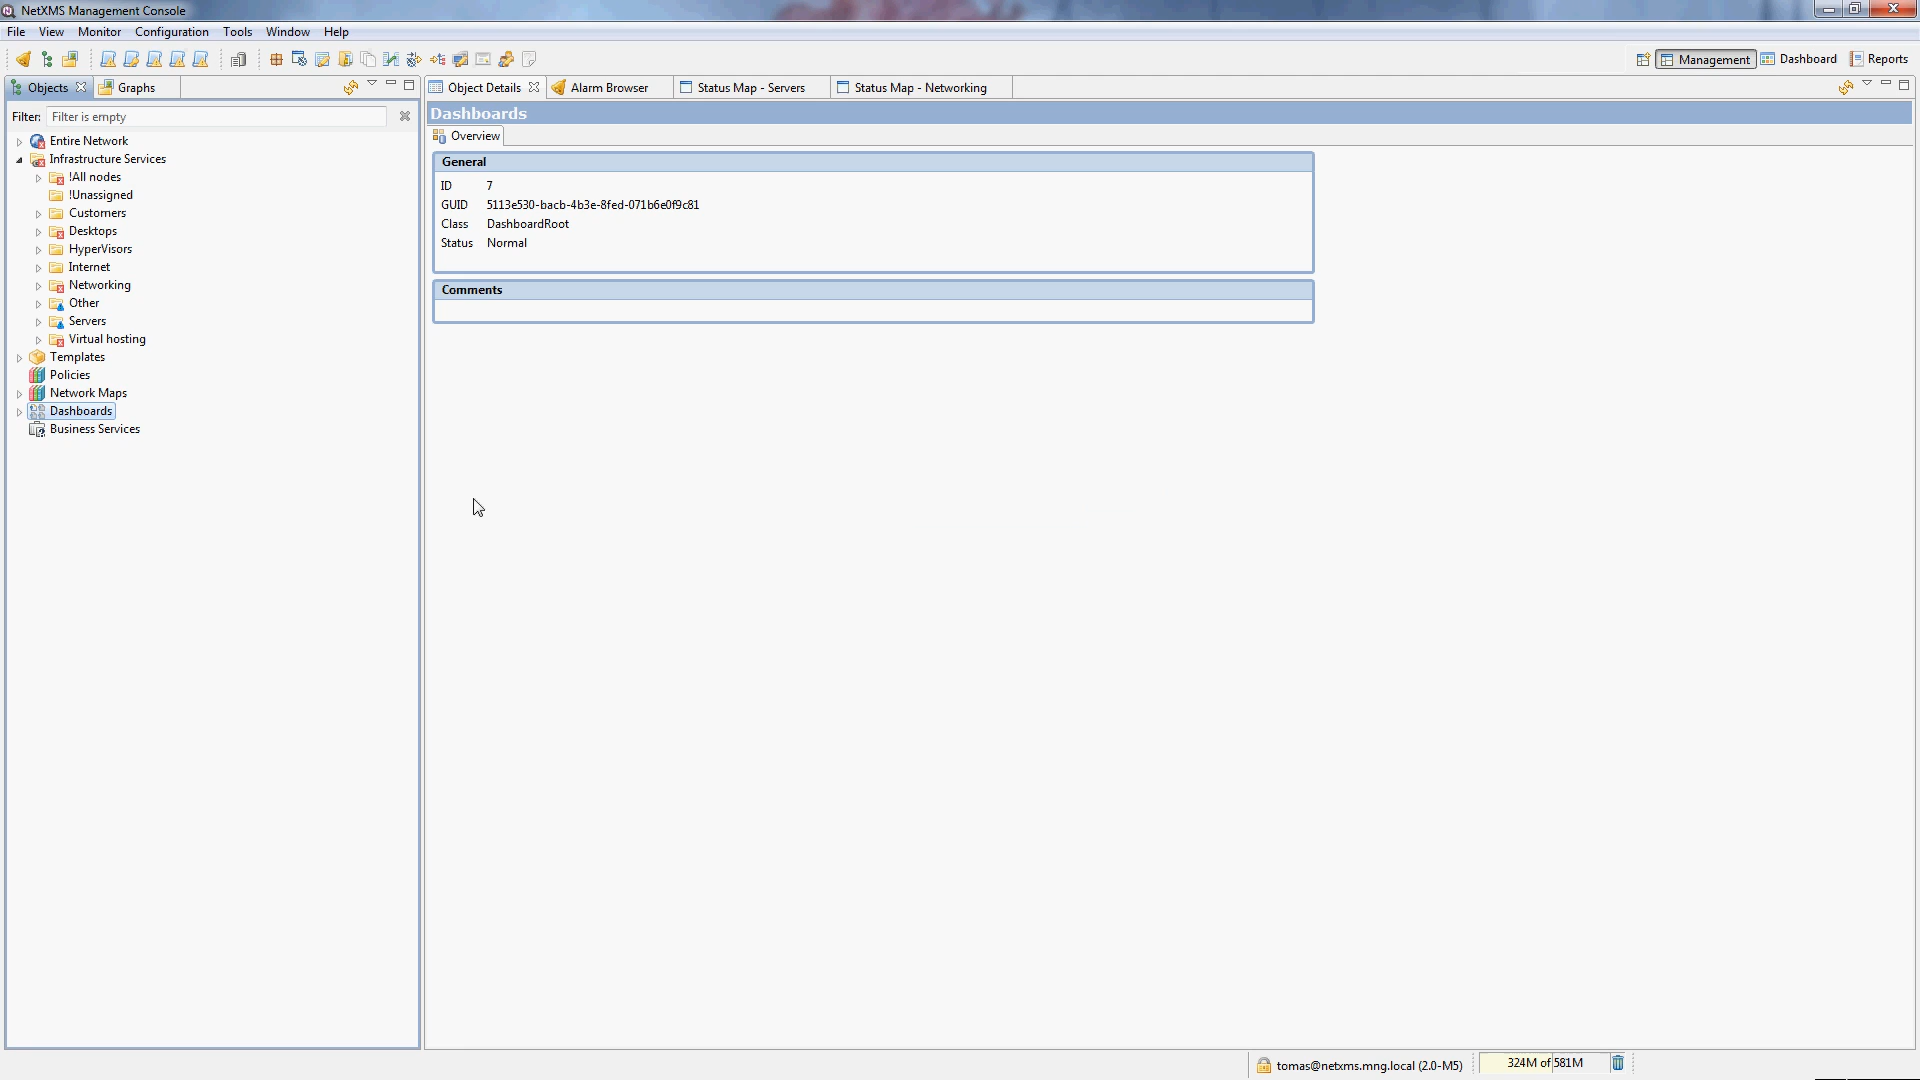 NetXMS Management Console
File View Monitor Configuration Tools Window Help
Management Dashboard Reports
Objects Graphs
Object Details Alarm Browser Status Map - Servers Status Map - Networking
Filter: Filter is empty
Dashboards
Overview
Entire Network
Infrastructure Services
!All nodes
!Unassigned
Customers
Desktops
HyperVisors
Internet
Networking
Other
Servers
Virtual hosting
Templates
Policies
Network Maps
Dashboards
Business Services
General
ID 7
GUID 5113e530-bacb-4b3e-8fed-071b6e0f9c81
Class DashboardRoot
Status Normal
Comments
tomas@netxms.mng.local (2.0-M5) 324M of 581M